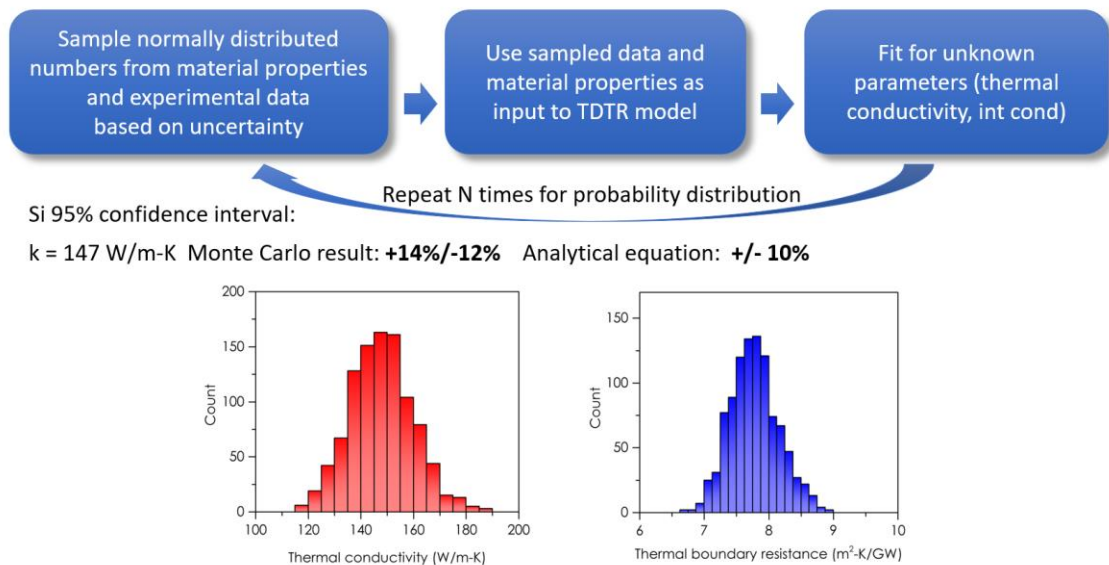 Sample normally distributed
numbers from material properties
and experimental data
based on uncertainty
Use sampled data and
material properties as
input to TDTR model
Fit for unknown
parameters (thermal
conductivity, int cond)
Repeat N times for probability distribution
Si 95% confidence interval:
k = 147 W/m-K Monte Carlo result: +14%/-12% Analytical equation: +/- 10%
200
150
100
50
0
Count
100 120 140 160 180 200
Thermal conductivity (W/m-K)
150
100
50
0
Count
6 7 8 9 10
Thermal boundary resistance (m²-K/GW)